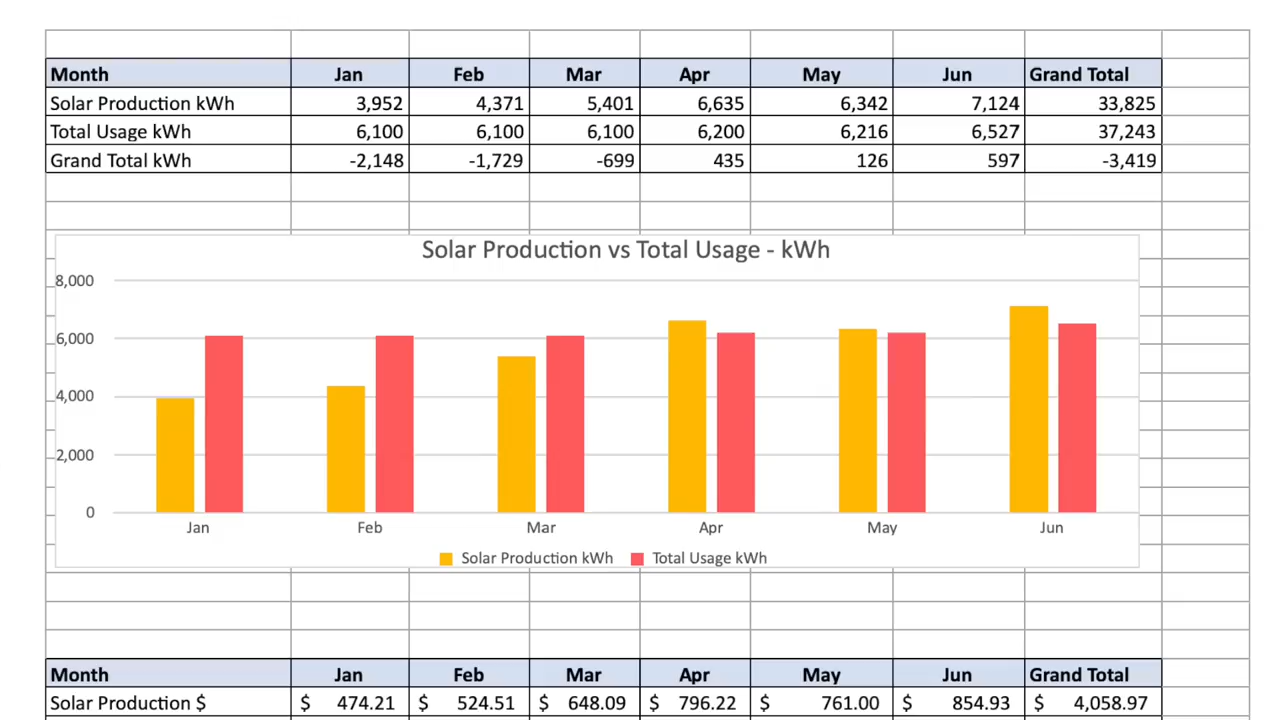 Month Jan Feb Mar Apr May Jun Grand Total
Solar Production kWh 3,952 4,371 5,401 6,635 6,342 7,124 33,825
Total Usage kWh 6,100 6,100 6,100 6,200 6,216 6,527 37,243
Grand Total kWh -2,148 -1,729 -699 435 126 597 -3,419
Solar Production vs Total Usage - kWh
8,000
6,000
4,000
2,000
0
Jan Feb Mar Apr May Jun
Solar Production kWh Total Usage kWh
Month Jan Feb Mar Apr May Jun Grand Total
Solar Production $ $ 474.21 $ 524.51 $ 648.09 $ 796.22 $ 761.00 $ 854.93 $ 4,058.97